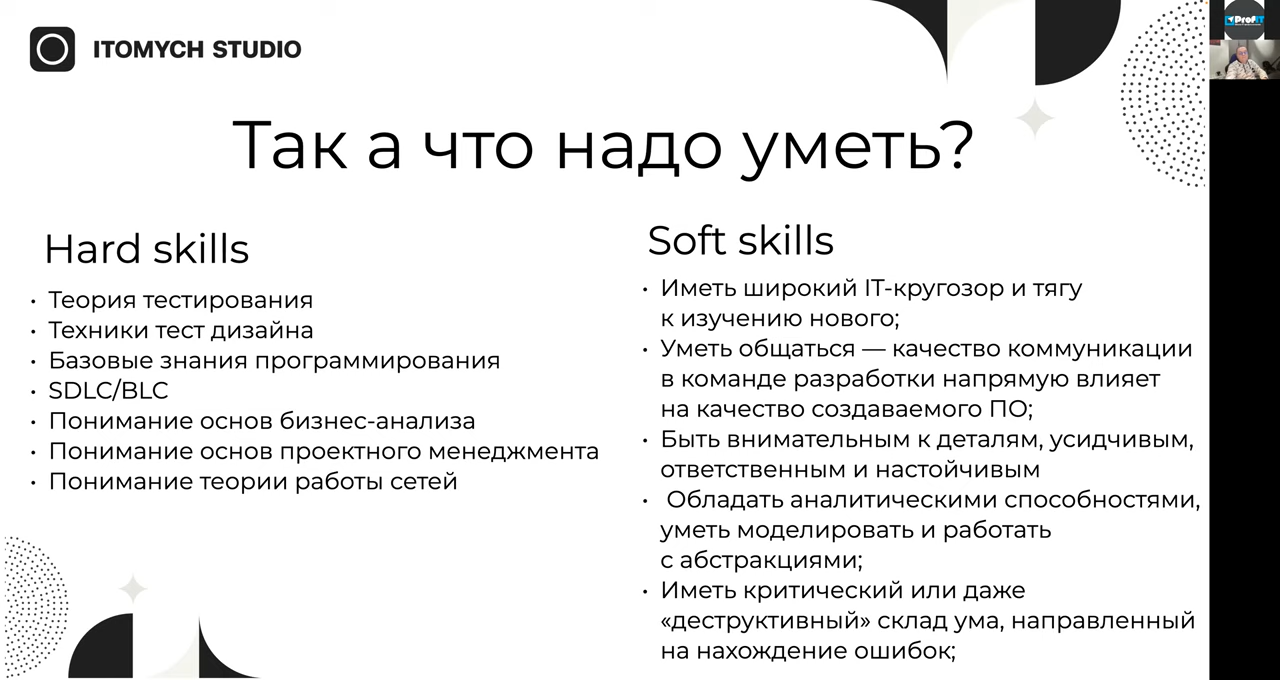 ITOMYCH STUDIO
ProfIT
Так а что надо уметь?
Hard skills
• Теория тестирования
• Техники тест дизайна
• Базовые знания программирования
• SDLC/BLC
• Понимание основ бизнес-анализа
• Понимание основ проектного менеджмента
• Понимание теории работы сетей
Soft skills
• Иметь широкий IT-кругозор и тягу
к изучению нового;
• Уметь общаться — качество коммуникации
в команде разработки напрямую влияет
на качество создаваемого ПО;
• Быть внимательным к деталям, усидчивым,
ответственным и настойчивым
• Обладать аналитическими способностями,
уметь моделировать и работать
с абстракциями;
• Иметь критический или даже
«деструктивный» склад ума, направленный
на нахождение ошибок;